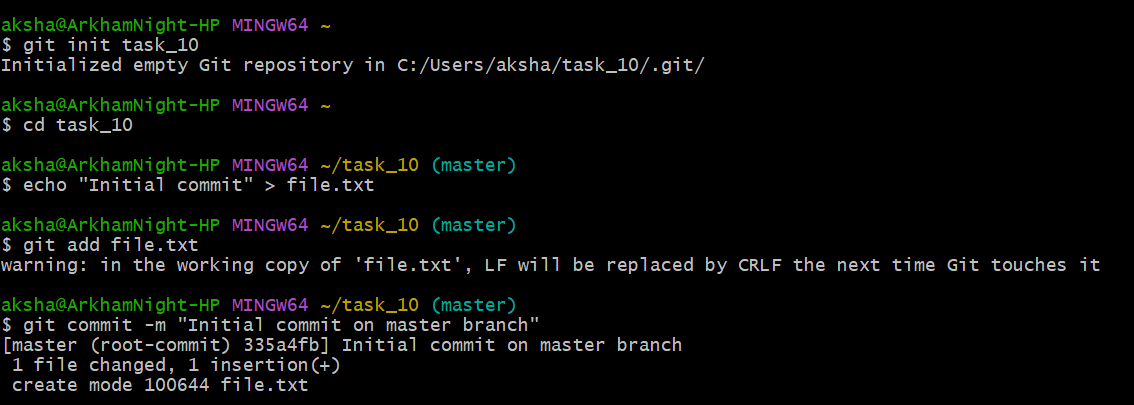 aksha@ArkhamNight-HP MINGW64 ~
$ git init task_10
Initialized empty Git repository in C:/Users/aksha/task_10/.git/
aksha@ArkhamNight-HP MINGW64 ~
$ cd task_10
aksha@ArkhamNight-HP MINGW64 ~/task_10 (master)
$ echo "Initial commit" > file.txt
aksha@ArkhamNight-HP MINGW64 ~/task_10 (master)
$ git add file.txt
warning: in the working copy of 'file.txt', LF will be replaced by CRLF the next time Git touches it
aksha@ArkhamNight-HP MINGW64 ~/task_10 (master)
$ git commit -m "Initial commit on master branch"
[master (root-commit) 335a4fb] Initial commit on master branch
 1 file changed, 1 insertion(+)
 create mode 100644 file.txt